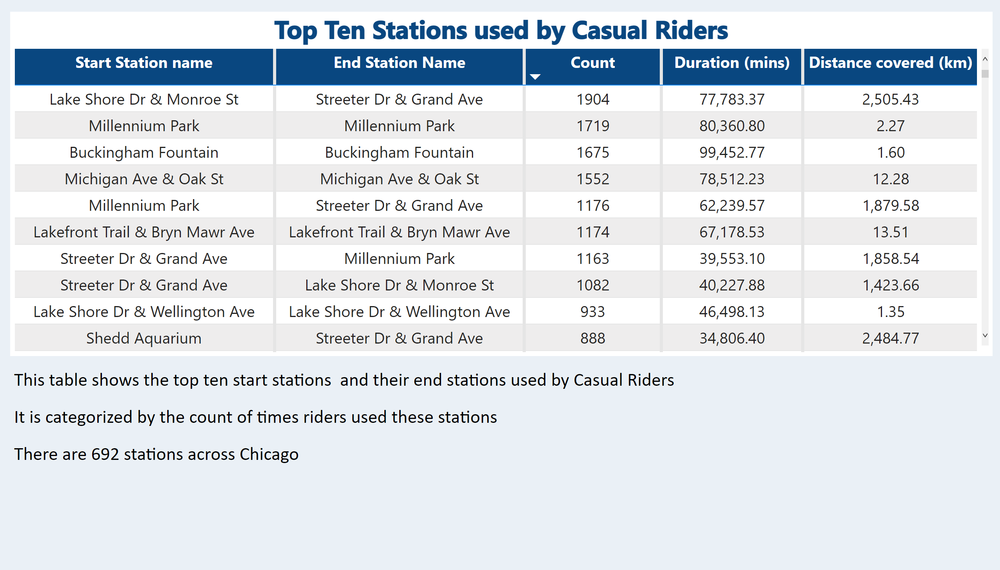 Top Ten Stations used by Casual Riders
Start Station name End Station Name Count Duration (mins) Distance covered (km)
Lake Shore Dr & Monroe St Streeter Dr & Grand Ave 1904 77,783.37 2,505.43
Millennium Park Millennium Park 1719 80,360.80 2.27
Buckingham Fountain Buckingham Fountain 1675 99,452.77 1.60
Michigan Ave & Oak St Michigan Ave & Oak St 1552 78,512.23 12.28
Millennium Park Streeter Dr & Grand Ave 1176 62,239.57 1,879.58
Lakefront Trail & Bryn Mawr Ave Lakefront Trail & Bryn Mawr Ave 1174 67,178.53 13.51
Streeter Dr & Grand Ave Millennium Park 1163 39,553.10 1,858.54
Streeter Dr & Grand Ave Lake Shore Dr & Monroe St 1082 40,227.88 1,423.66
Lake Shore Dr & Wellington Ave Lake Shore Dr & Wellington Ave 933 46,498.13 1.35
Shedd Aquarium Streeter Dr & Grand Ave 888 34,806.40 2,484.77
This table shows the top ten start stations  and their end stations used by Casual Riders
It is categorized by the count of times riders used these stations
There are 692 stations across Chicago